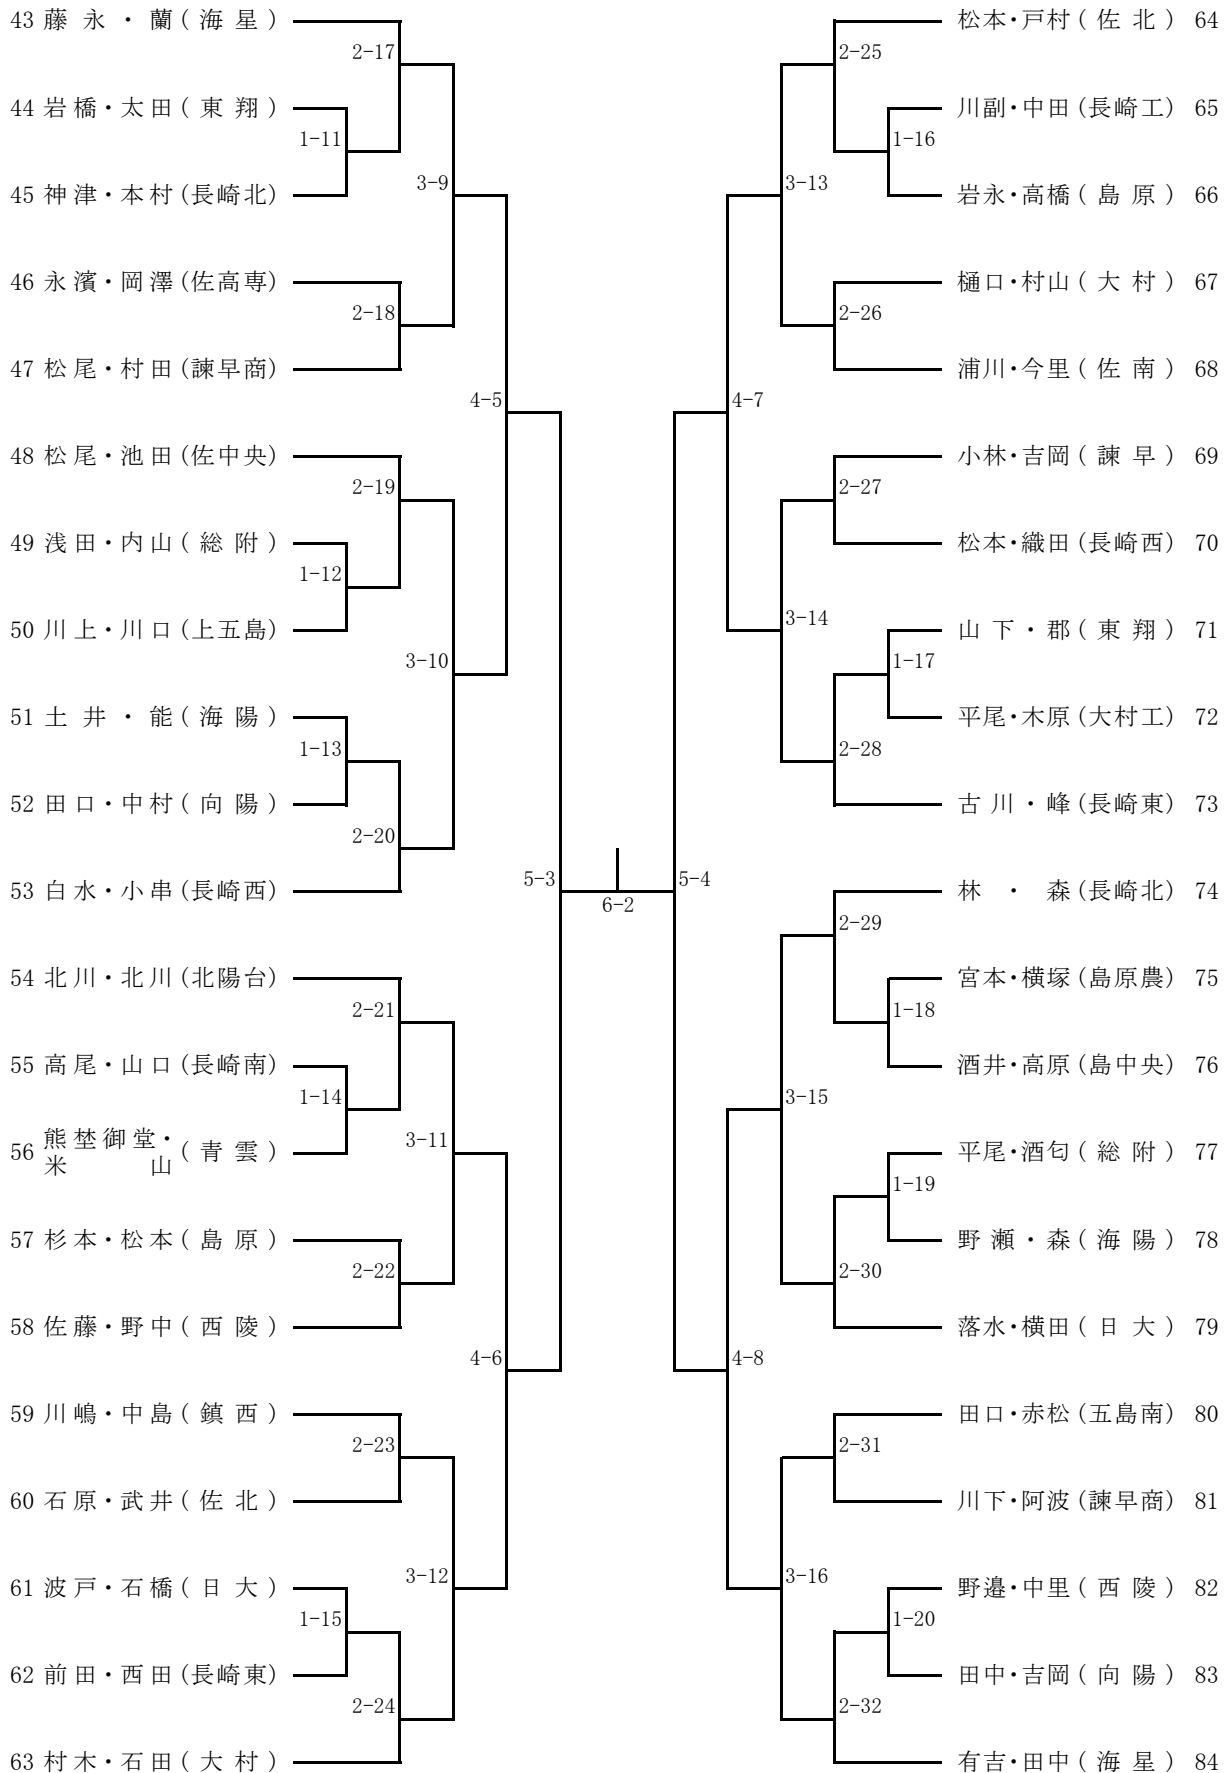 43 藤永・蘭(海星)
2-17
44 岩橋・太田(東翔)
1-11
45 神津・本村(長崎北)
3-9
46 永濱・岡澤(佐高専)
2-18
47 松尾・村田(諫早商)
4-5
48 松尾・池田(佐中央)
2-19
49 浅田・内山(総附)
1-12
50 川上・川口(上五島)
3-10
51 土井・能(海陽)
1-13
52 田口・中村(向陽)
2-20
53 白水・小串(長崎西)
5-3
54 北川・北川(北陽台)
2-21
55 高尾・山口(長崎南)
1-14
3-11
56 熊埜御堂・米山(青雲)
57 杉本・松本(島原)
2-22
58 佐藤・野中(西陵)
4-6
59 川嶋・中島(鎮西)
2-23
60 石原・武井(佐北)
3-12
61 波戸・石橋(日大)
1-15
62 前田・西田(長崎東)
2-24
63 村木・石田(大村)
6-2
松本・戸村(佐北) 64
2-25
川副・中田(長崎工) 65
1-16
岩永・高橋(島原) 66
3-13
樋口・村山(大村) 67
2-26
浦川・今里(佐南) 68
4-7
小林・吉岡(諫早) 69
2-27
松本・織田(長崎西) 70
3-14
山下・郡(東翔) 71
1-17
平尾・木原(大村工) 72
2-28
古川・峰(長崎東) 73
5-4
林・森(長崎北) 74
2-29
宮本・横塚(島原農) 75
1-18
酒井・高原(島中央) 76
3-15
平尾・酒匂(総附) 77
1-19
野瀬・森(海陽) 78
2-30
落水・横田(日大) 79
4-8
田口・赤松(五島南) 80
2-31
川下・阿波(諫早商) 81
3-16
野邉・中里(西陵) 82
1-20
田中・吉岡(向陽) 83
2-32
有吉・田中(海星) 84